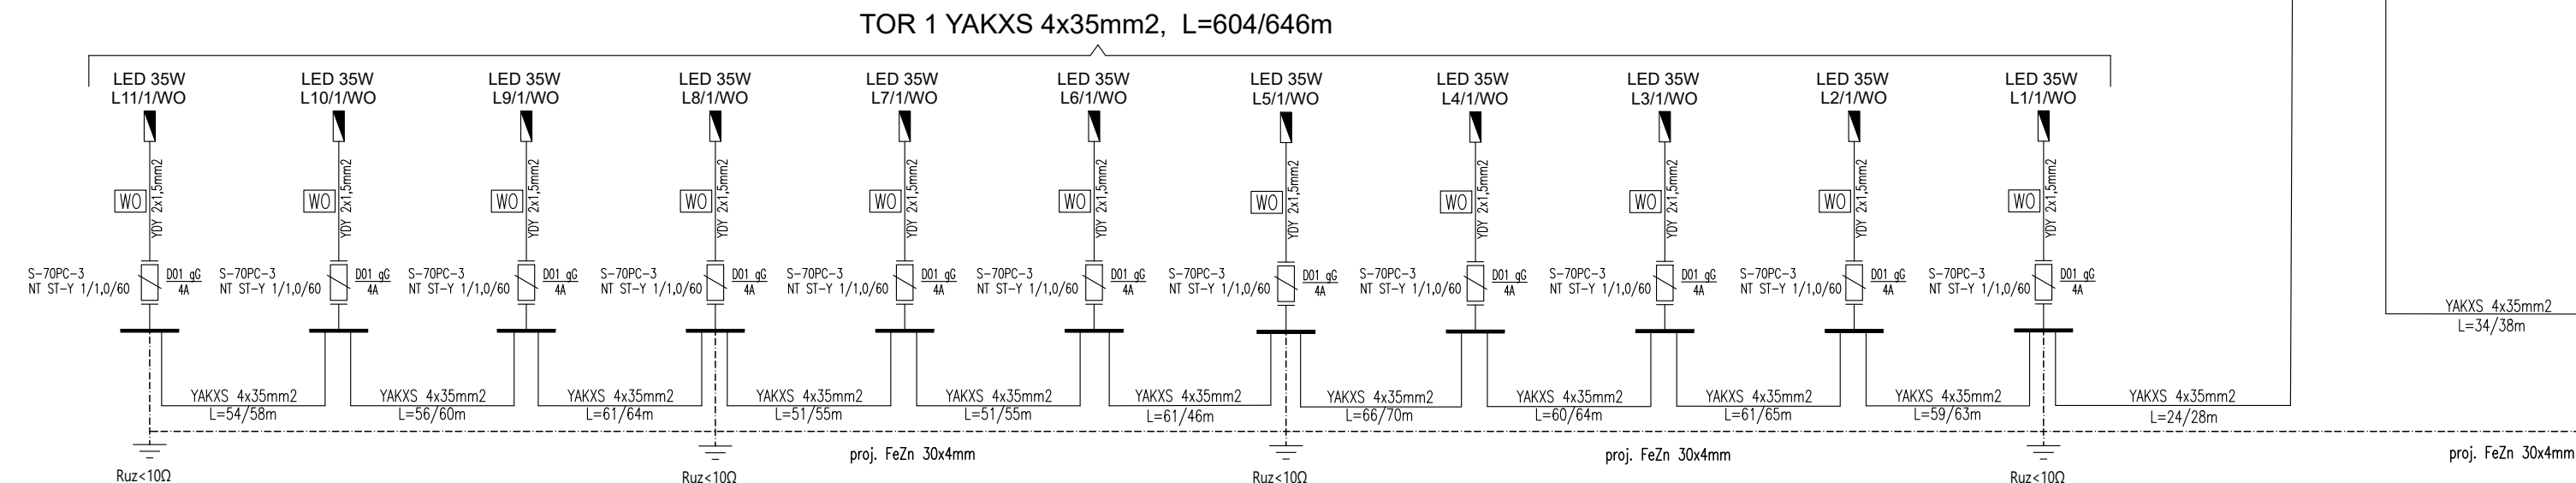 TOR 1 YAKXS 4x35mm2, L=604/646m
LED 35W
L11/1/WO
LED 35W
L10/1/WO
LED 35W
L9/1/WO
LED 35W
L8/1/WO
LED 35W
L7/1/WO
LED 35W
L6/1/WO
LED 35W
L5/1/WO
LED 35W
L4/1/WO
LED 35W
L3/1/WO
LED 35W
L2/1/WO
LED 35W
L1/1/WO
WO
YDY 2x1,5mm2
WO
YDY 2x1,5mm2
WO
YDY 2x1,5mm2
WO
YDY 2x1,5mm2
WO
YDY 2x1,5mm2
WO
YDY 2x1,5mm2
WO
YDY 2x1,5mm2
WO
YDY 2x1,5mm2
WO
YDY 2x1,5mm2
WO
YDY 2x1,5mm2
WO
YDY 2x1,5mm2
S-70PC-3
NT ST-Y 1/1,0/60
D01 gG
4A
S-70PC-3
NT ST-Y 1/1,0/60
D01 gG
4A
S-70PC-3
NT ST-Y 1/1,0/60
D01 gG
4A
S-70PC-3
NT ST-Y 1/1,0/60
D01 gG
4A
S-70PC-3
NT ST-Y 1/1,0/60
D01 gG
4A
S-70PC-3
NT ST-Y 1/1,0/60
D01 gG
4A
S-70PC-3
NT ST-Y 1/1,0/60
D01 gG
4A
S-70PC-3
NT ST-Y 1/1,0/60
D01 gG
4A
S-70PC-3
NT ST-Y 1/1,0/60
D01 gG
4A
S-70PC-3
NT ST-Y 1/1,0/60
D01 gG
4A
S-70PC-3
NT ST-Y 1/1,0/60
D01 gG
4A
YAKXS 4x35mm2
L=34/38m
YAKXS 4x35mm2
L=54/58m
YAKXS 4x35mm2
L=56/60m
YAKXS 4x35mm2
L=61/64m
YAKXS 4x35mm2
L=51/55m
YAKXS 4x35mm2
L=51/55m
YAKXS 4x35mm2
L=61/46m
YAKXS 4x35mm2
L=66/70m
YAKXS 4x35mm2
L=60/64m
YAKXS 4x35mm2
L=61/65m
YAKXS 4x35mm2
L=59/63m
YAKXS 4x35mm2
L=24/28m
proj. FeZn 30x4mm
proj. FeZn 30x4mm
proj. FeZn 30x4mm
Ruz<10Ω
Ruz<10Ω
Ruz<10Ω
Ruz<10Ω